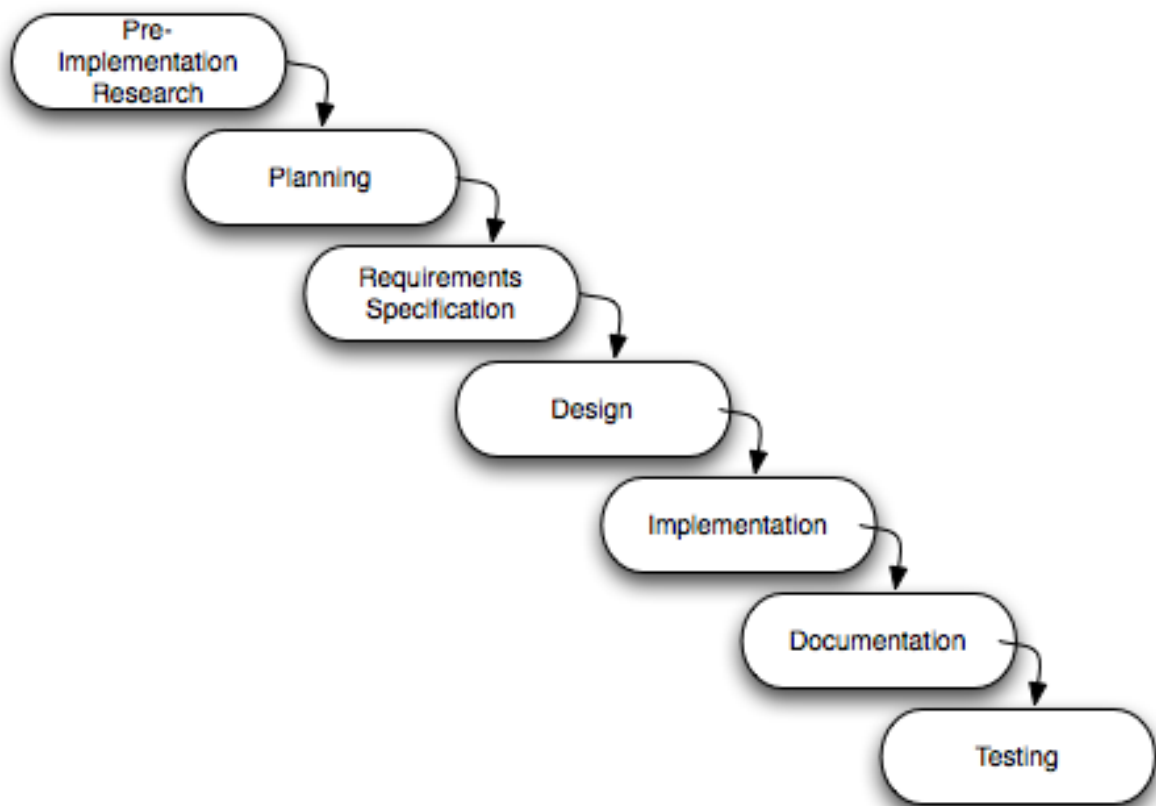 Pre-
Implementation
Research
Planning
Requirements
Specification
Design
Implementation
Documentation
Testing